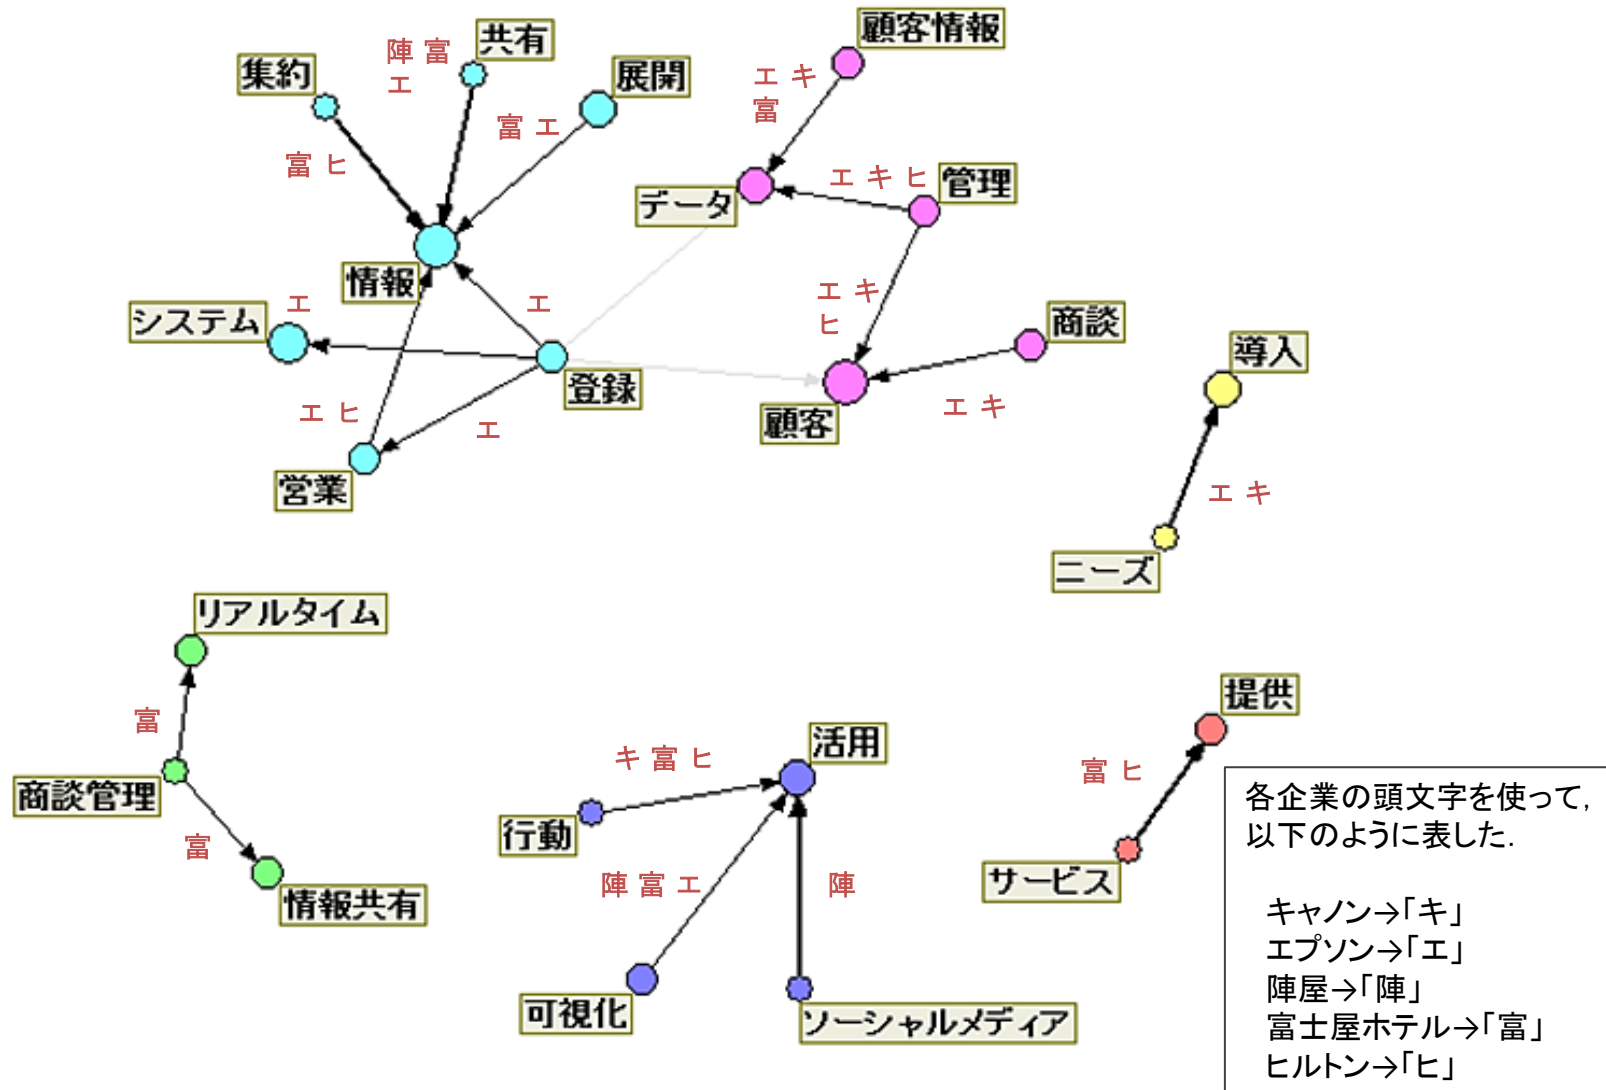 共有
顧客情報
陣 富
エ
集約
展開
エ キ
富
富 エ
富 ヒ
エ キ ヒ
管理
データ
情報
エ キ
ヒ
システム
エ
エ
商談
導入
登録
顧客
エ キ
エ ヒ
エ
営業
エ キ
ニーズ
リアルタイム
富
商談管理
富
情報共有
活用
キ 富 ヒ
行動
陣 富 エ
陣
可視化
ソーシャルメディア
提供
富 ヒ
サービス
各企業の頭文字を使って,
以下のように表した.
キャノン→「キ」
エプソン→「エ」
陣屋→「陣」
富士屋ホテル→「富」
ヒルトン→「ヒ」